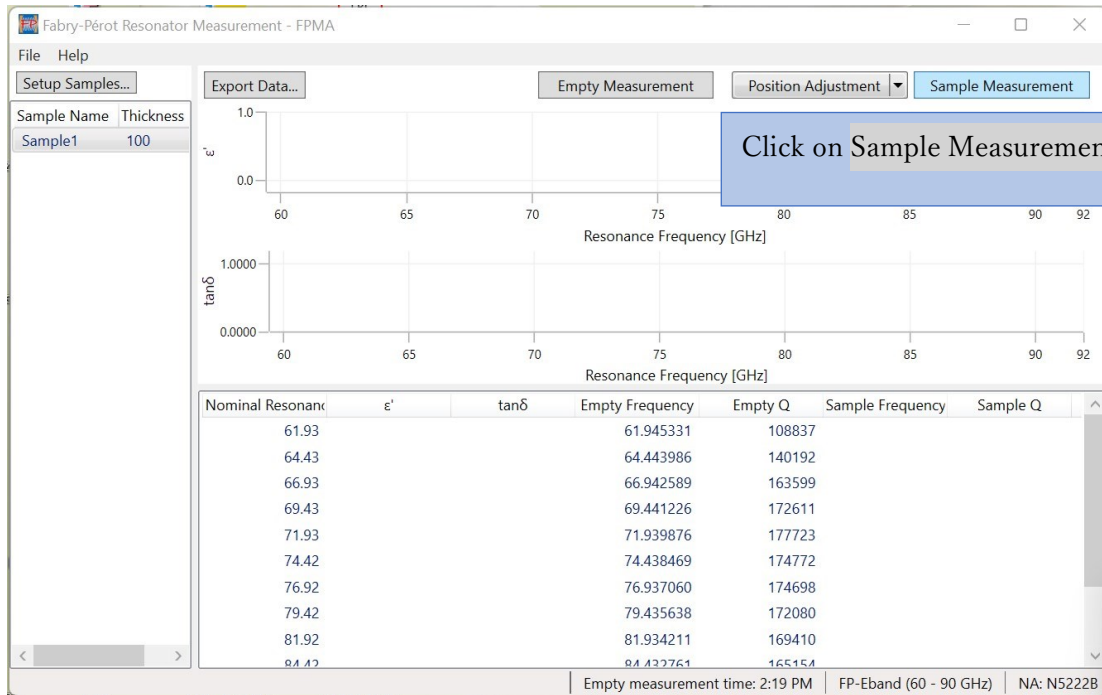 Fabry-Pérot Resonator Measurement - FPMA
File Help
Setup Samples... Export Data... Empty Measurement Position Adjustment Sample Measurement
Sample Name Thickness
Sample1 100
Click on Sample Measuremen
1.0
ε'
0.0
60 65 70 75 80 85 90 92
Resonance Frequency [GHz]
1.0000
tanδ
0.0000
60 65 70 75 80 85 90 92
Resonance Frequency [GHz]
Nominal Resonanc ε' tanδ Empty Frequency Empty Q Sample Frequency Sample Q
61.93 61.945331 108837
64.43 64.443986 140192
66.93 66.942589 163599
69.43 69.441226 172611
71.93 71.939876 177723
74.42 74.438469 174772
76.92 76.937060 174698
79.42 79.435638 172080
81.92 81.934211 169410
84.42 84.432761 165154
Empty measurement time: 2:19 PM FP-Eband (60 - 90 GHz) NA: N5222B